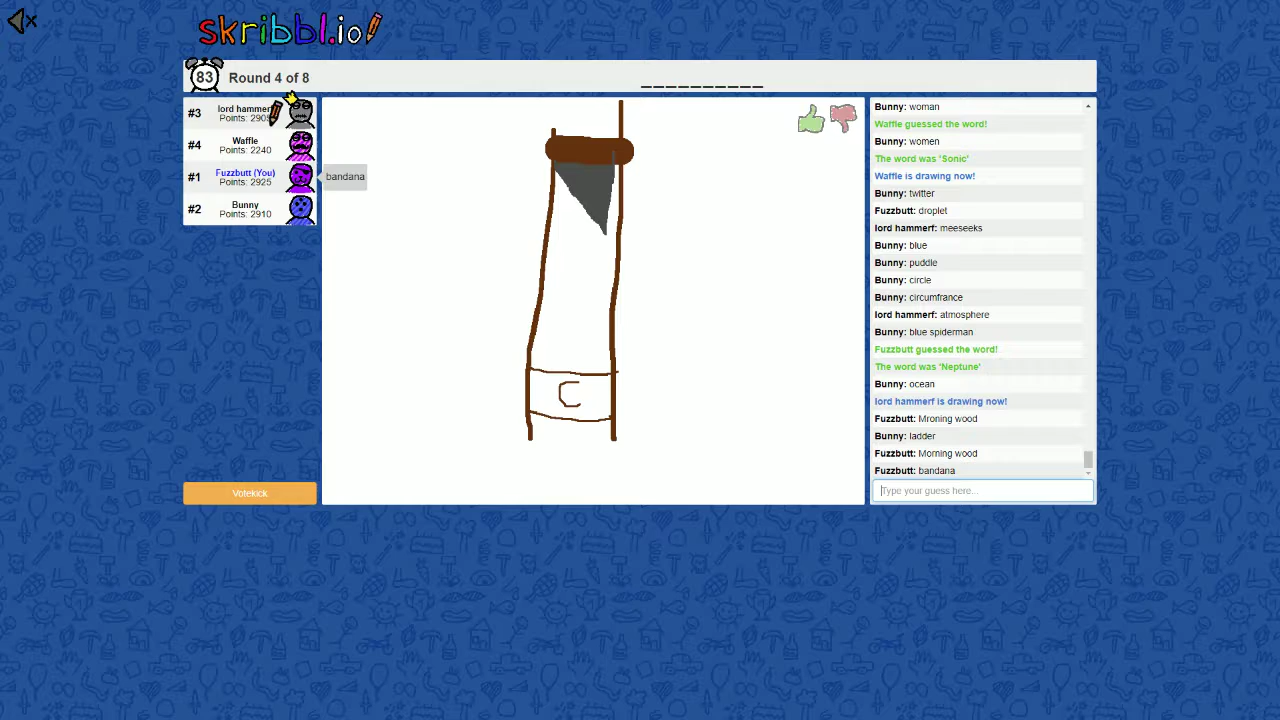 skribbl.io
83
Round 4 of 8
__________
#3
lord hammerf
Points: 2905
#4
Waffle
Points: 2240
#1
Fuzzbutt (You)
Points: 2925
bandana
#2
Bunny
Points: 2910
Votekick
C
Bunny: woman
Waffle guessed the word!
Bunny: women
The word was 'Sonic'
Waffle is drawing now!
Bunny: twitter
Fuzzbutt: droplet
lord hammerf: meeseeks
Bunny: blue
Bunny: puddle
Bunny: circle
Bunny: circumfrance
lord hammerf: atmosphere
Bunny: blue spiderman
Fuzzbutt guessed the word!
The word was 'Neptune'
Bunny: ocean
lord hammerf is drawing now!
Fuzzbutt: Mroning wood
Bunny: ladder
Fuzzbutt: Morning wood
Fuzzbutt: bandana
Type your guess here...